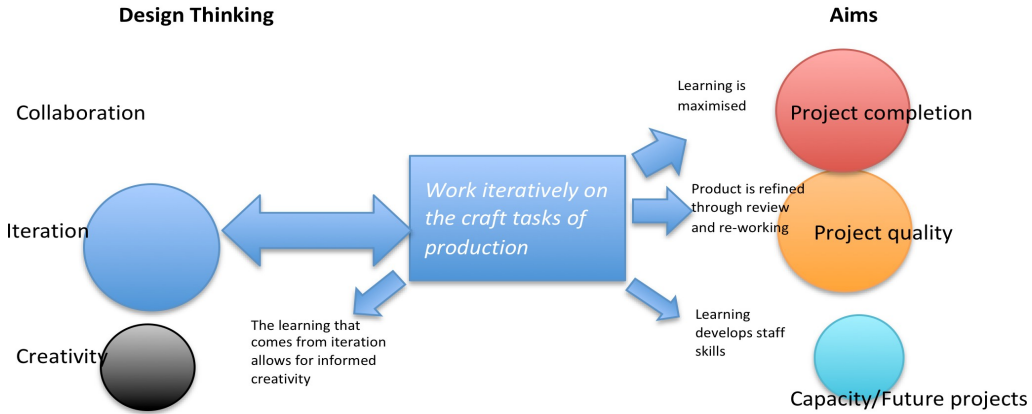 Design Thinking
Aims
Collaboration
Learning is
maximised
Project completion
Iteration
Work iteratively on
the craft tasks of
production
Product is refined
through review
and re-working
Project quality
Creativity
The learning that
comes from iteration
allows for informed
creativity
Learning
develops staff
skills
Capacity/Future projects